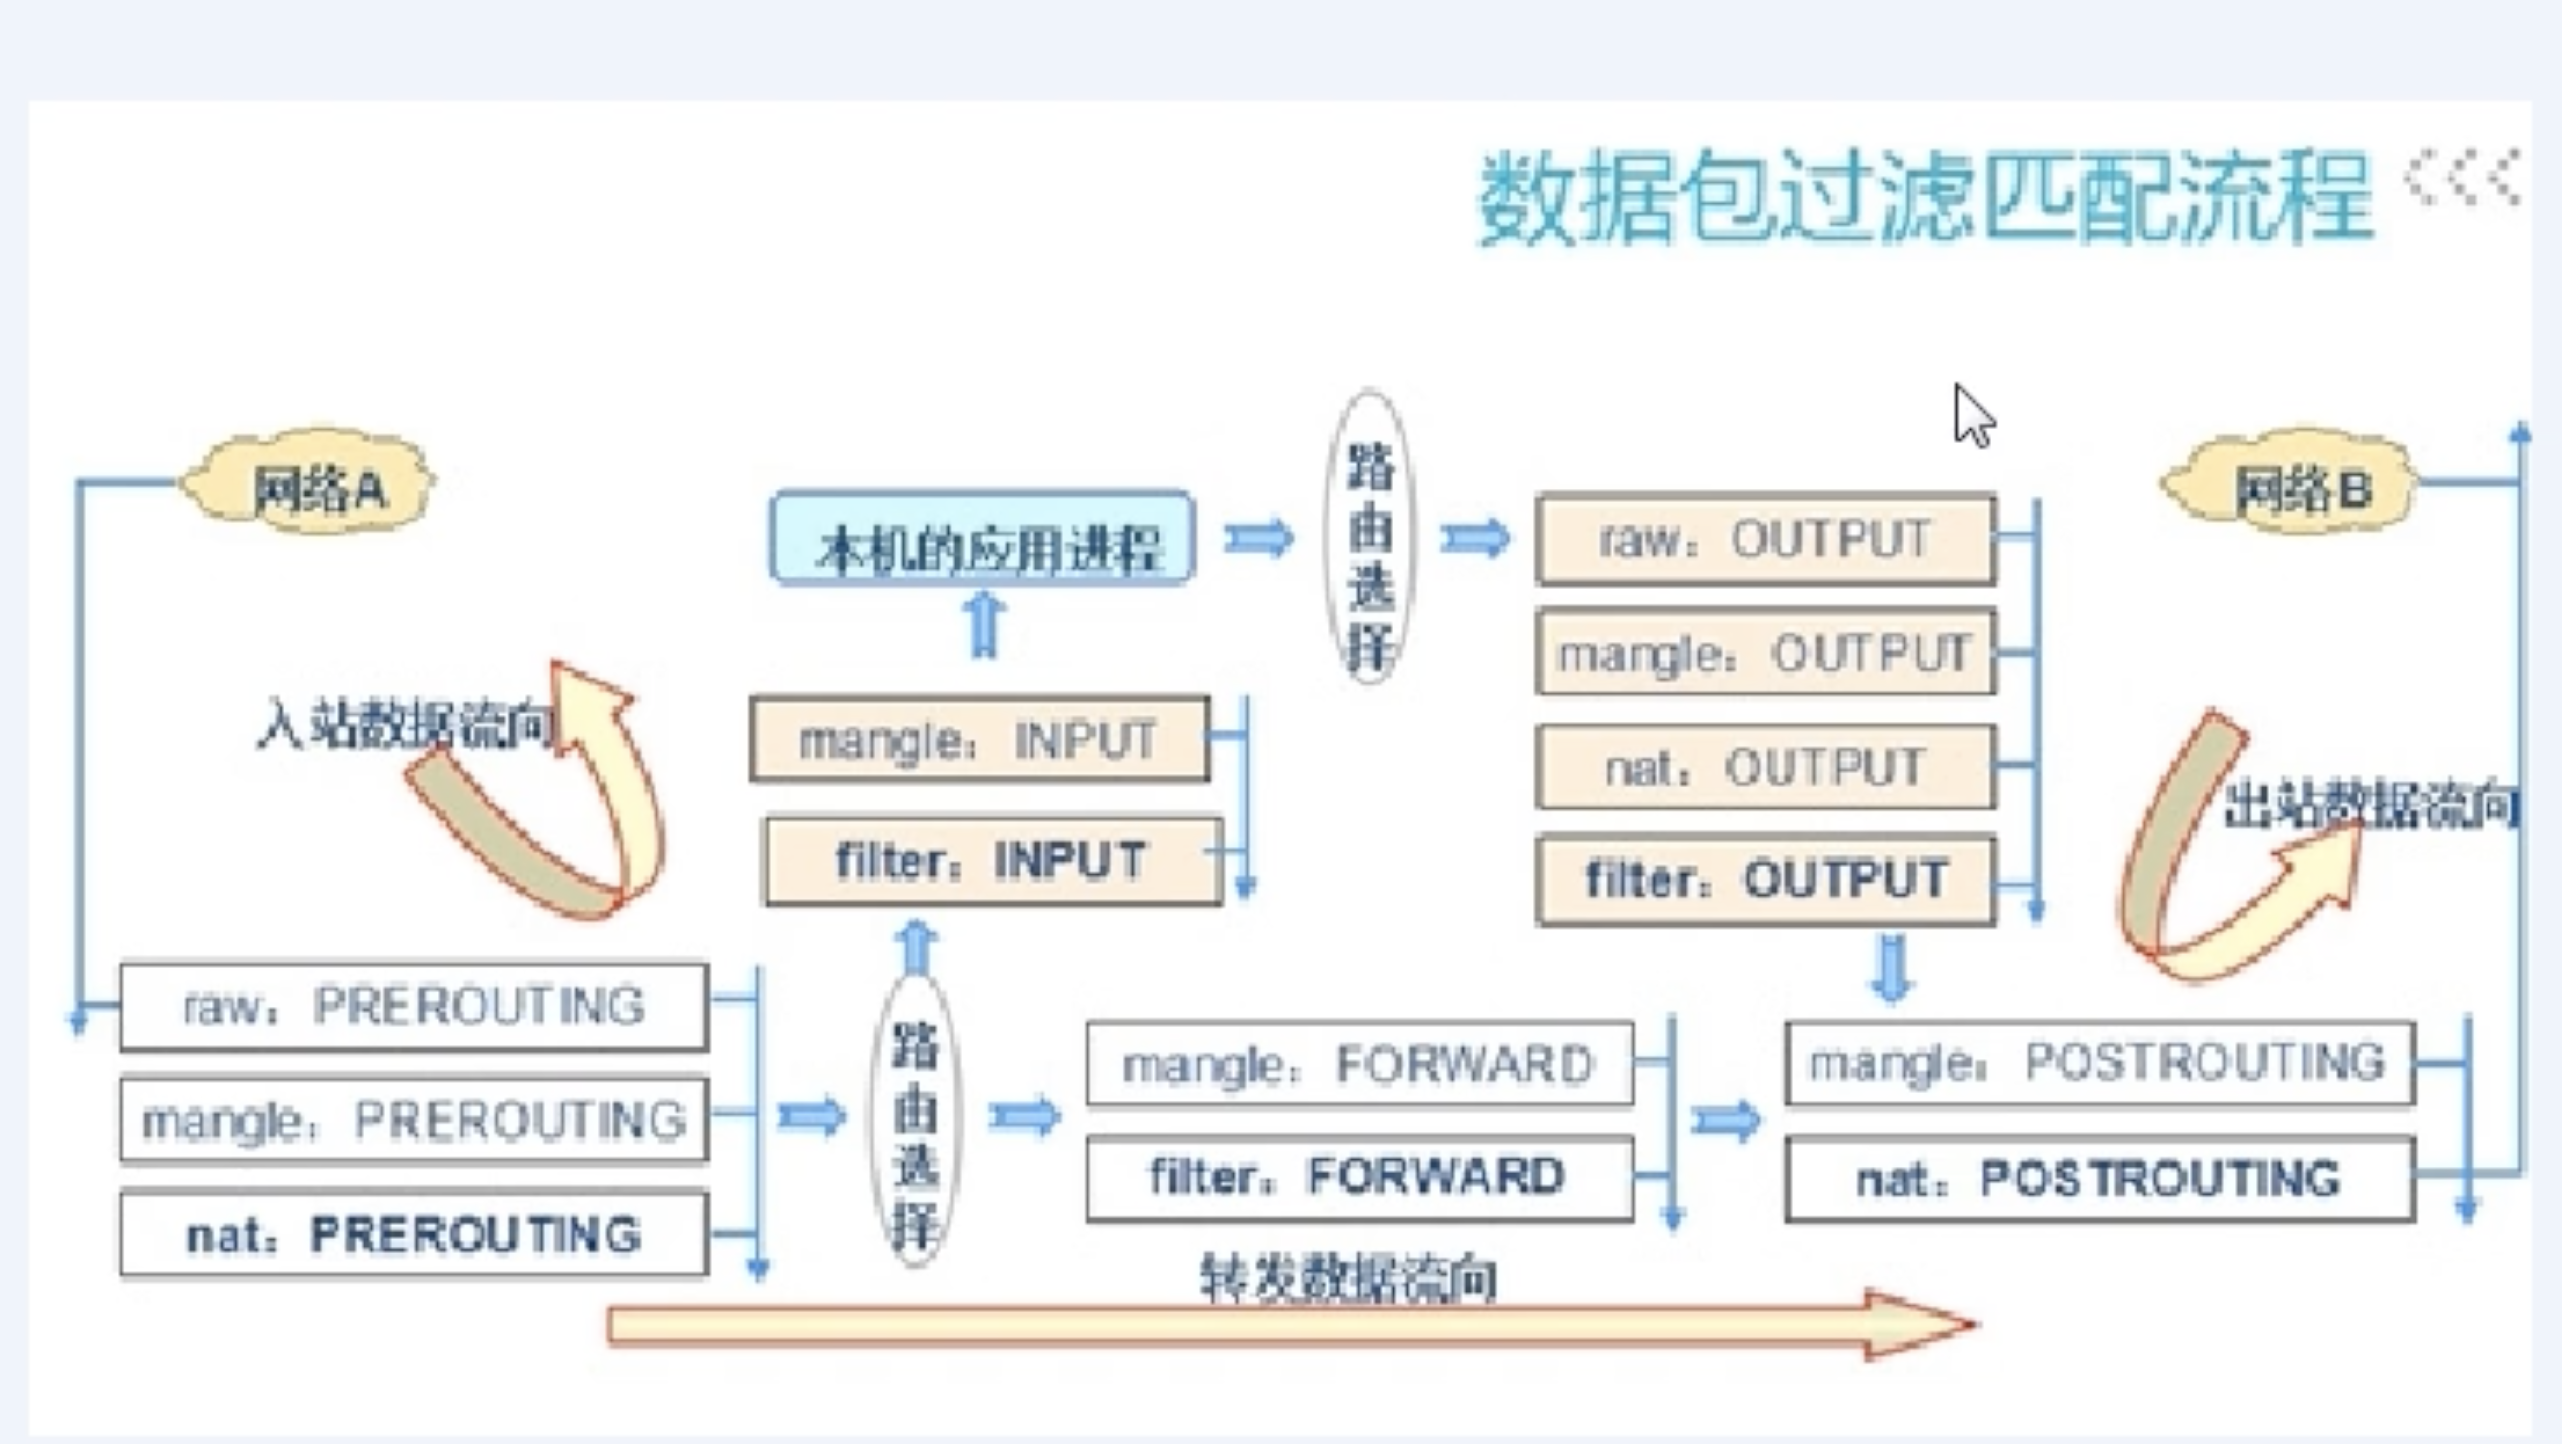 数据包过滤匹配流程
网络A
网络B
本机的应用进程
路由选择
raw：OUTPUT
mangle：OUTPUT
nat：OUTPUT
filter：OUTPUT
入站数据流向
mangle：INPUT
filter：INPUT
出站数据流向
raw：PREROUTING
mangle：PREROUTING
nat：PREROUTING
路由选择
mangle：FORWARD
filter：FORWARD
mangle：POSTROUTING
nat：POSTROUTING
转发数据流向